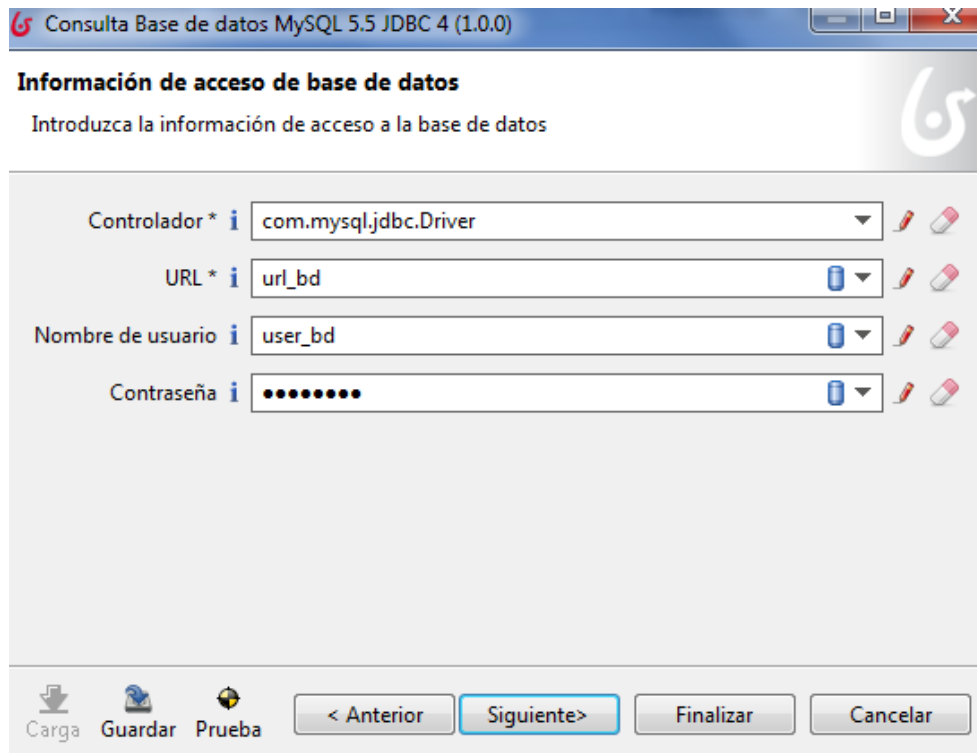 Consulta Base de datos MySQL 5.5 JDBC 4 (1.0.0)
Información de acceso de base de datos
Introduzca la información de acceso a la base de datos
Controlador * i com.mysql.jdbc.Driver
URL * i url_bd
Nombre de usuario i user_bd
Contraseña i ••••••••
Carga Guardar Prueba < Anterior Siguiente> Finalizar Cancelar